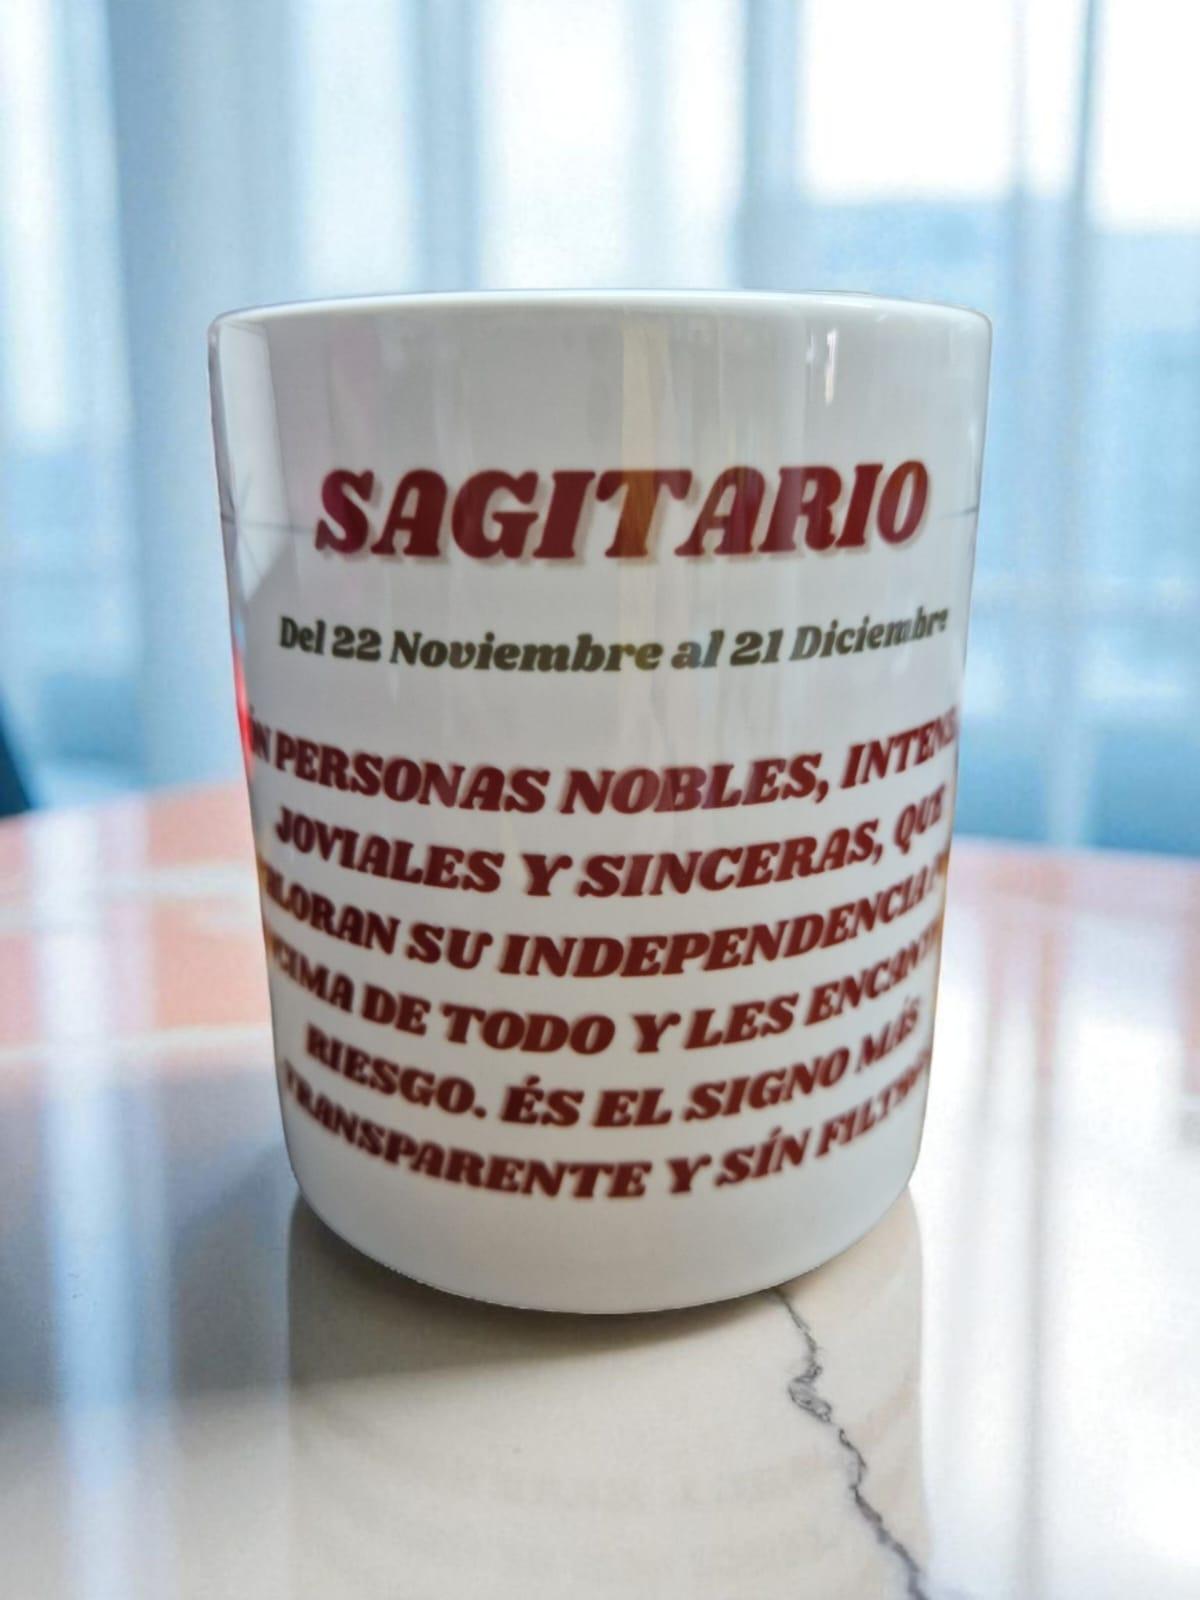 SAGITARIO
Del 22 Noviembre al 21 Diciembre
PERSONAS NOBLES,
JOVIALES Y SINCERAS, QUE
SU INDEPENDENCIA
DE TODO Y LES
RIESGO. ÉS EL SIGNO MÁS
TRANSPARENTE Y SÍN